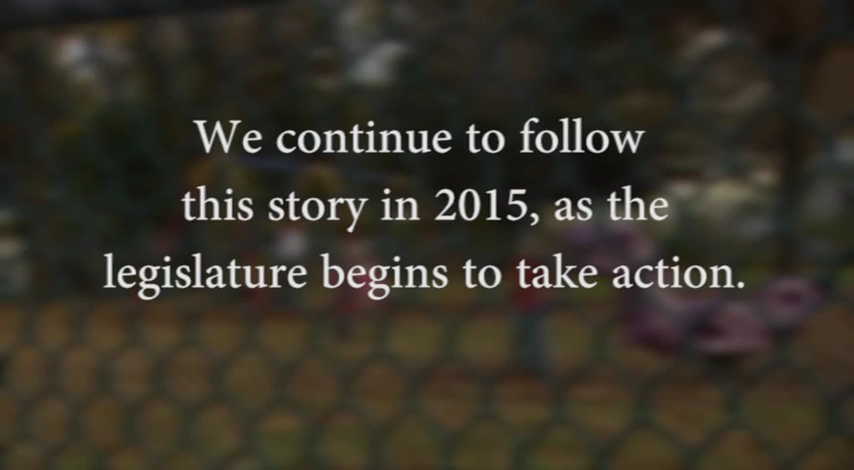 We continue to follow
this story in 2015, as the
legislature begins to take action.